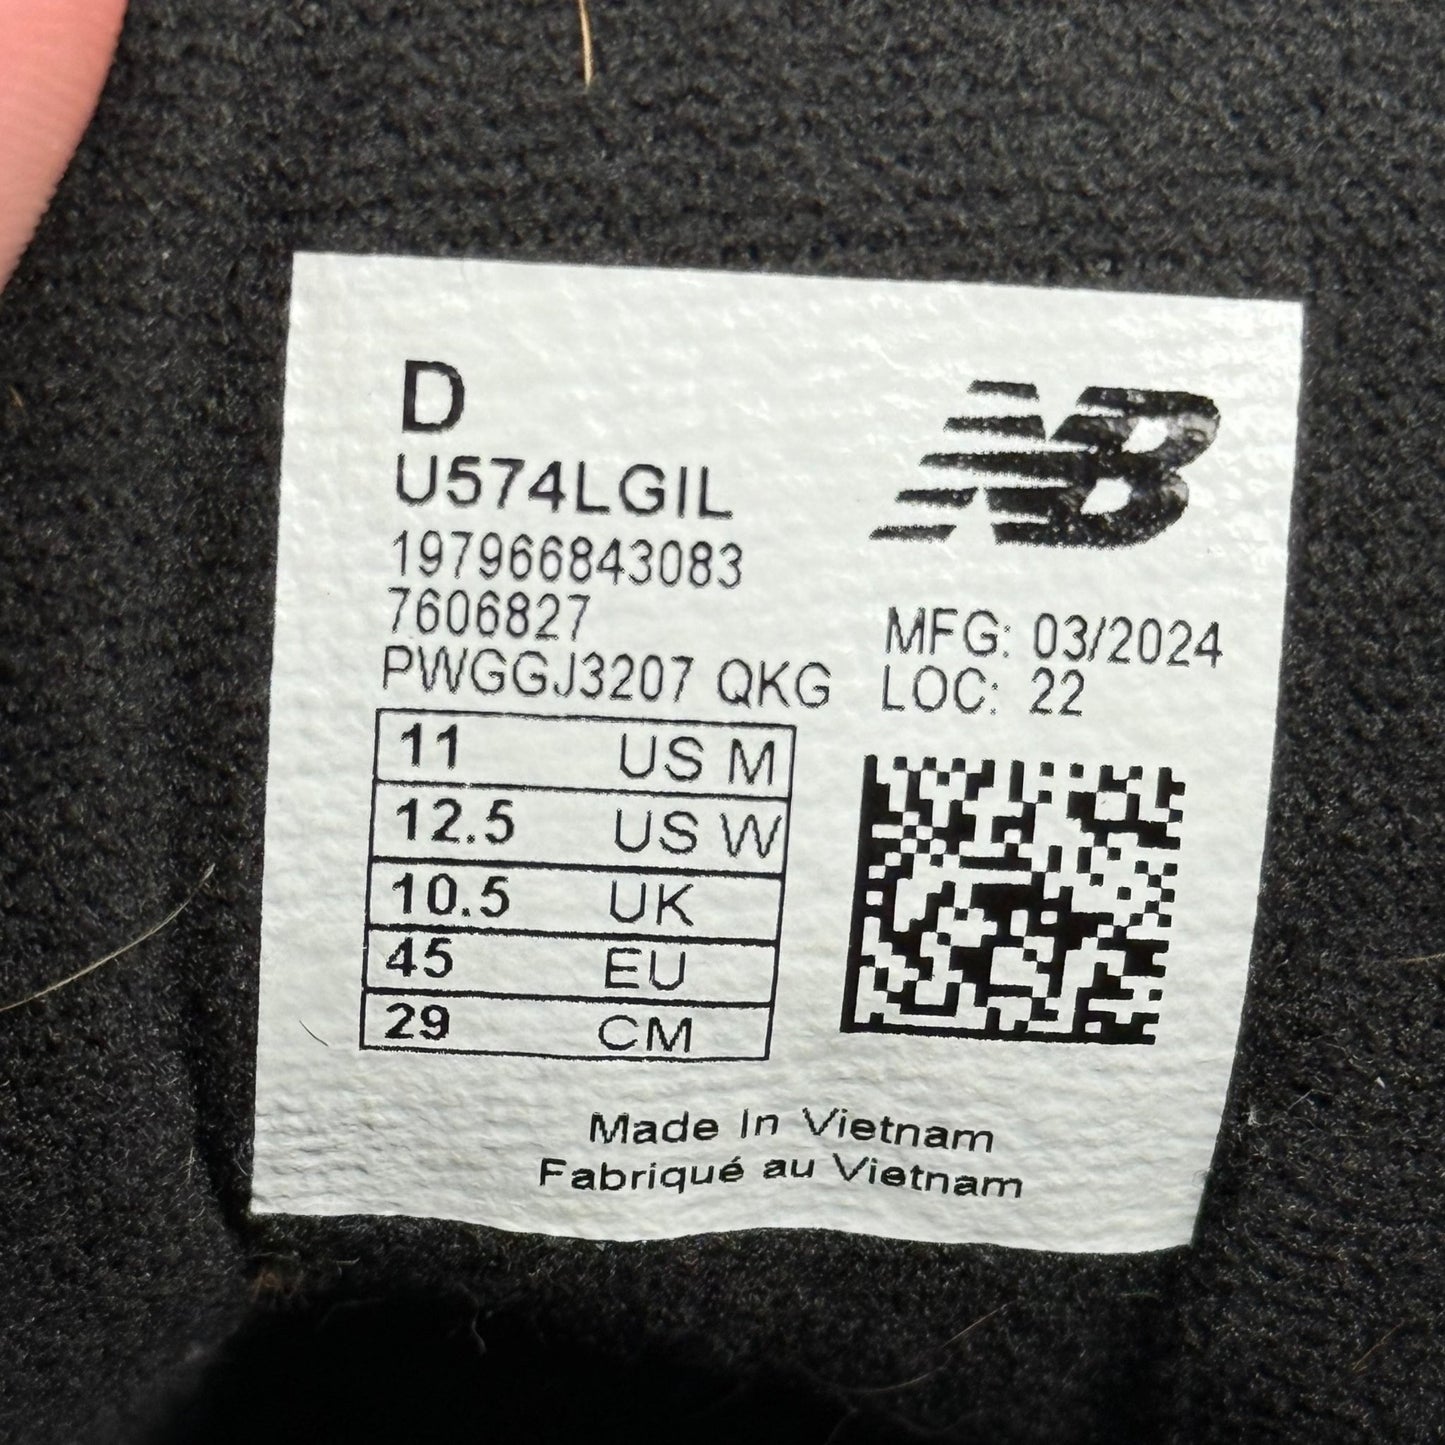 D
NB
U574LGIL
197966843083
7606827
PWGGJ3207 QKG
MFG: 03/2024
LOC: 22
11 US M
12.5 US W
10.5 UK
45 EU
29 CM
Made In Vietnam
Fabriqué au Vietnam